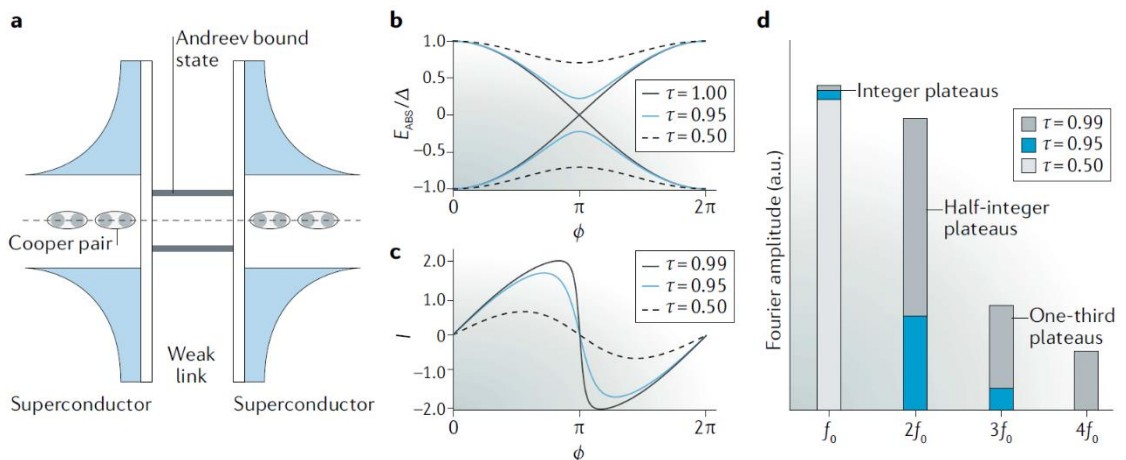 a
Andreev bound
state
Cooper pair
Weak
link
Superconductor
Superconductor
b
E_ABS/Δ
1.0
0.5
0
−0.5
−1.0
0
π
2π
ϕ
τ = 1.00
τ = 0.95
τ = 0.50
c
I
2.0
1.0
0
−1.0
−2.0
0
π
2π
ϕ
τ = 0.99
τ = 0.95
τ = 0.50
d
Fourier amplitude (a.u.)
Integer plateaus
τ = 0.99
τ = 0.95
τ = 0.50
Half-integer
plateaus
One-third
plateaus
f₀
2f₀
3f₀
4f₀